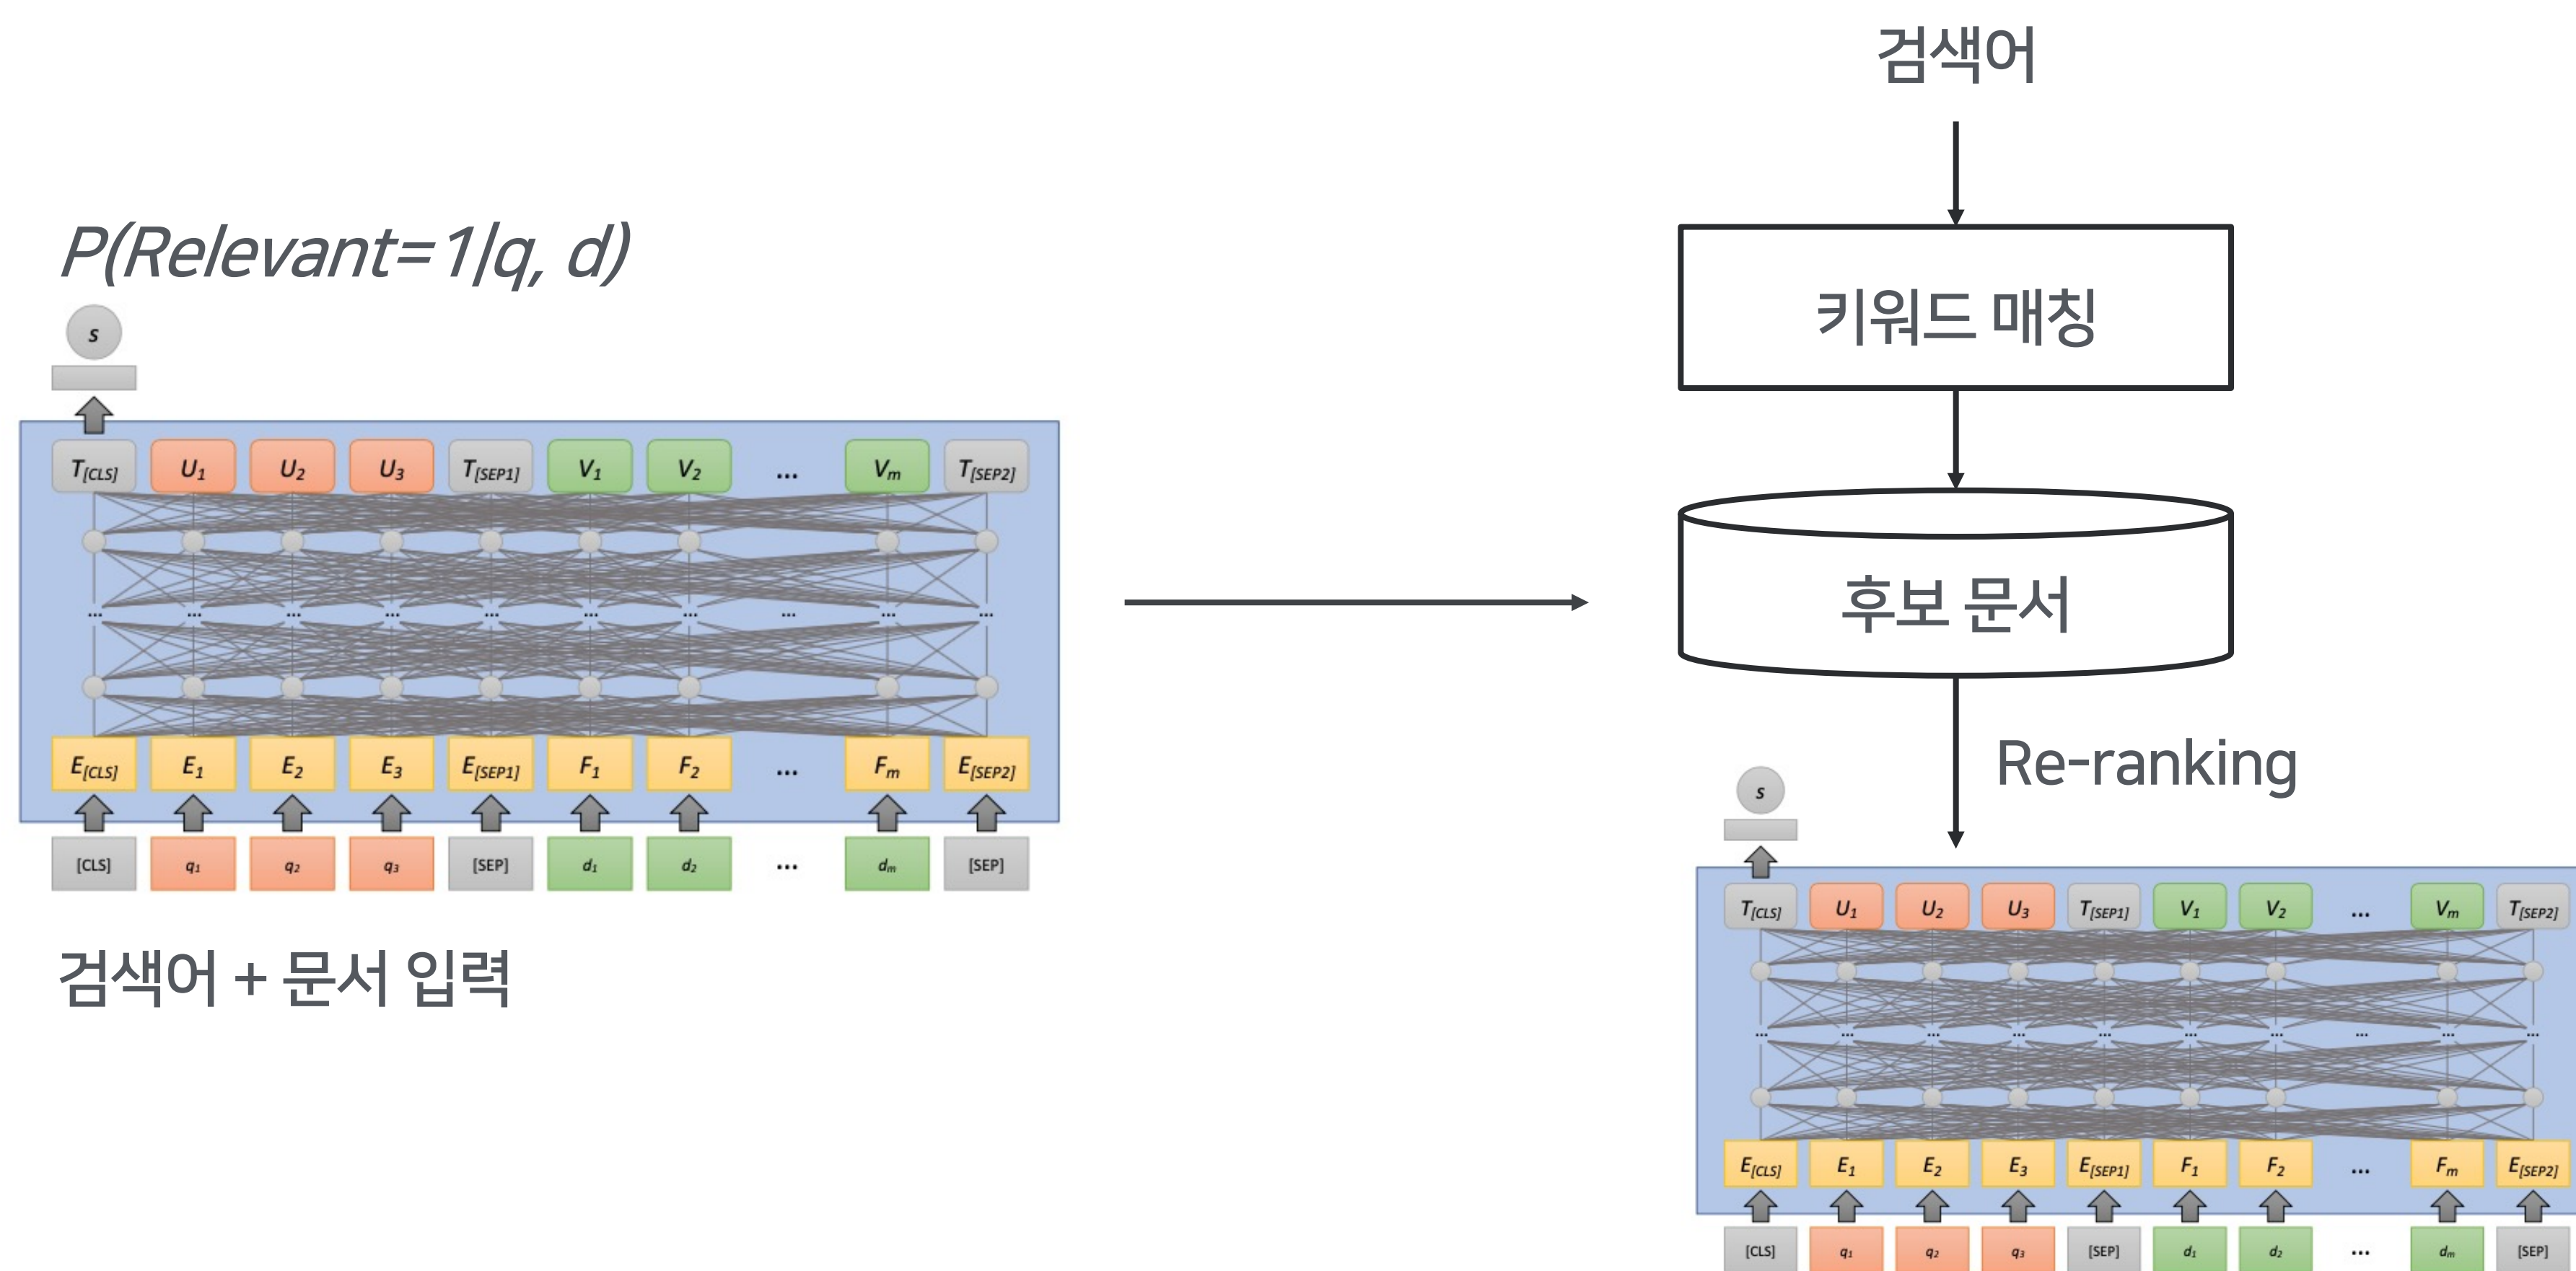 P(Relevant=1|q, d)
s
T[CLS] U1 U2 U3 T[SEP1] V1 V2 ... Vm T[SEP2]
... ... ... ... ... ... ... ... ... ...
E[CLS] E1 E2 E3 E[SEP1] F1 F2 ... Fm E[SEP2]
[CLS] q1 q2 q3 [SEP] d1 d2 ... dm [SEP]
검색어 + 문서 입력
검색어
키워드 매칭
후보 문서
Re-ranking
s
T[CLS] U1 U2 U3 T[SEP1] V1 V2 ... Vm T[SEP2]
... ... ... ... ... ... ... ... ... ...
E[CLS] E1 E2 E3 E[SEP1] F1 F2 ... Fm E[SEP2]
[CLS] q1 q2 q3 [SEP] d1 d2 ... dm [SEP]